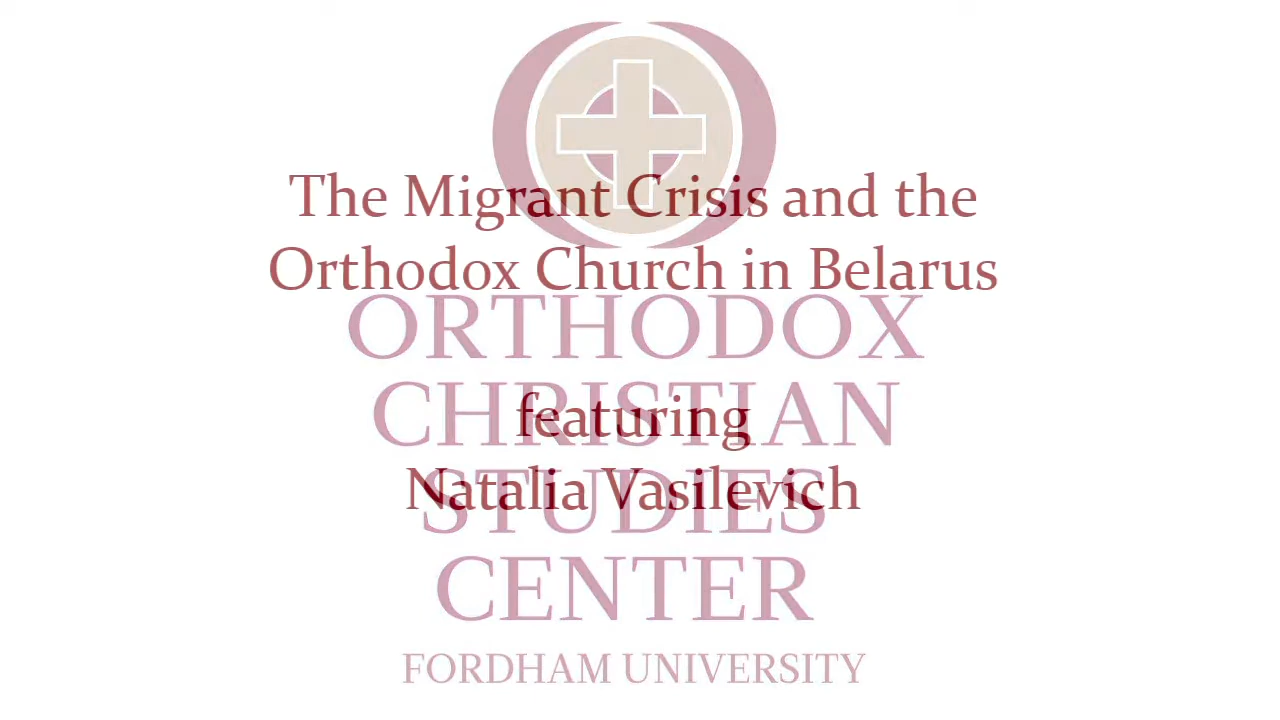 The Migrant Crisis and the
Orthodox Church in Belarus
ORTHODOX
CHRISTIAN
featuring
STUDIES
Natalia Vasilevich
CENTER
FORDHAM UNIVERSITY